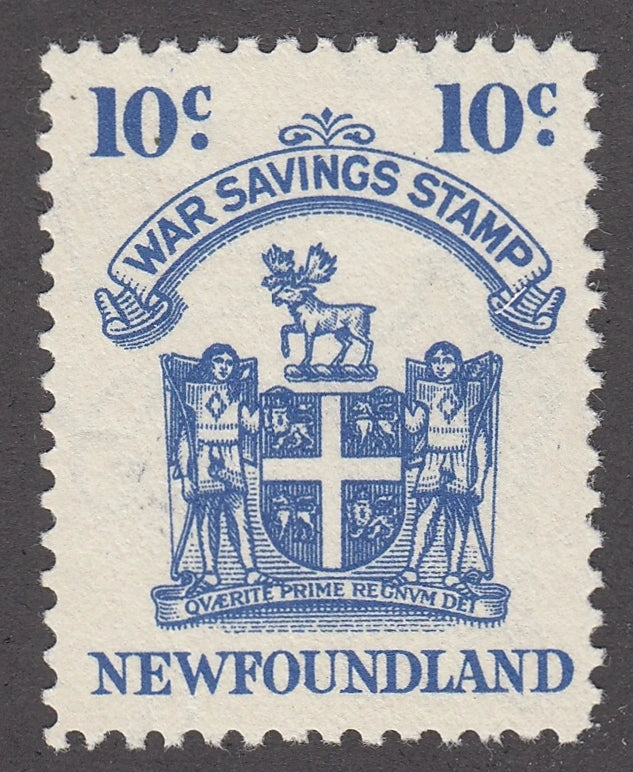 10c. 10c.
WAR SAVINGS STAMP
QVÆRITE PRIME REGNVM DEI
NEWFOUNDLAND